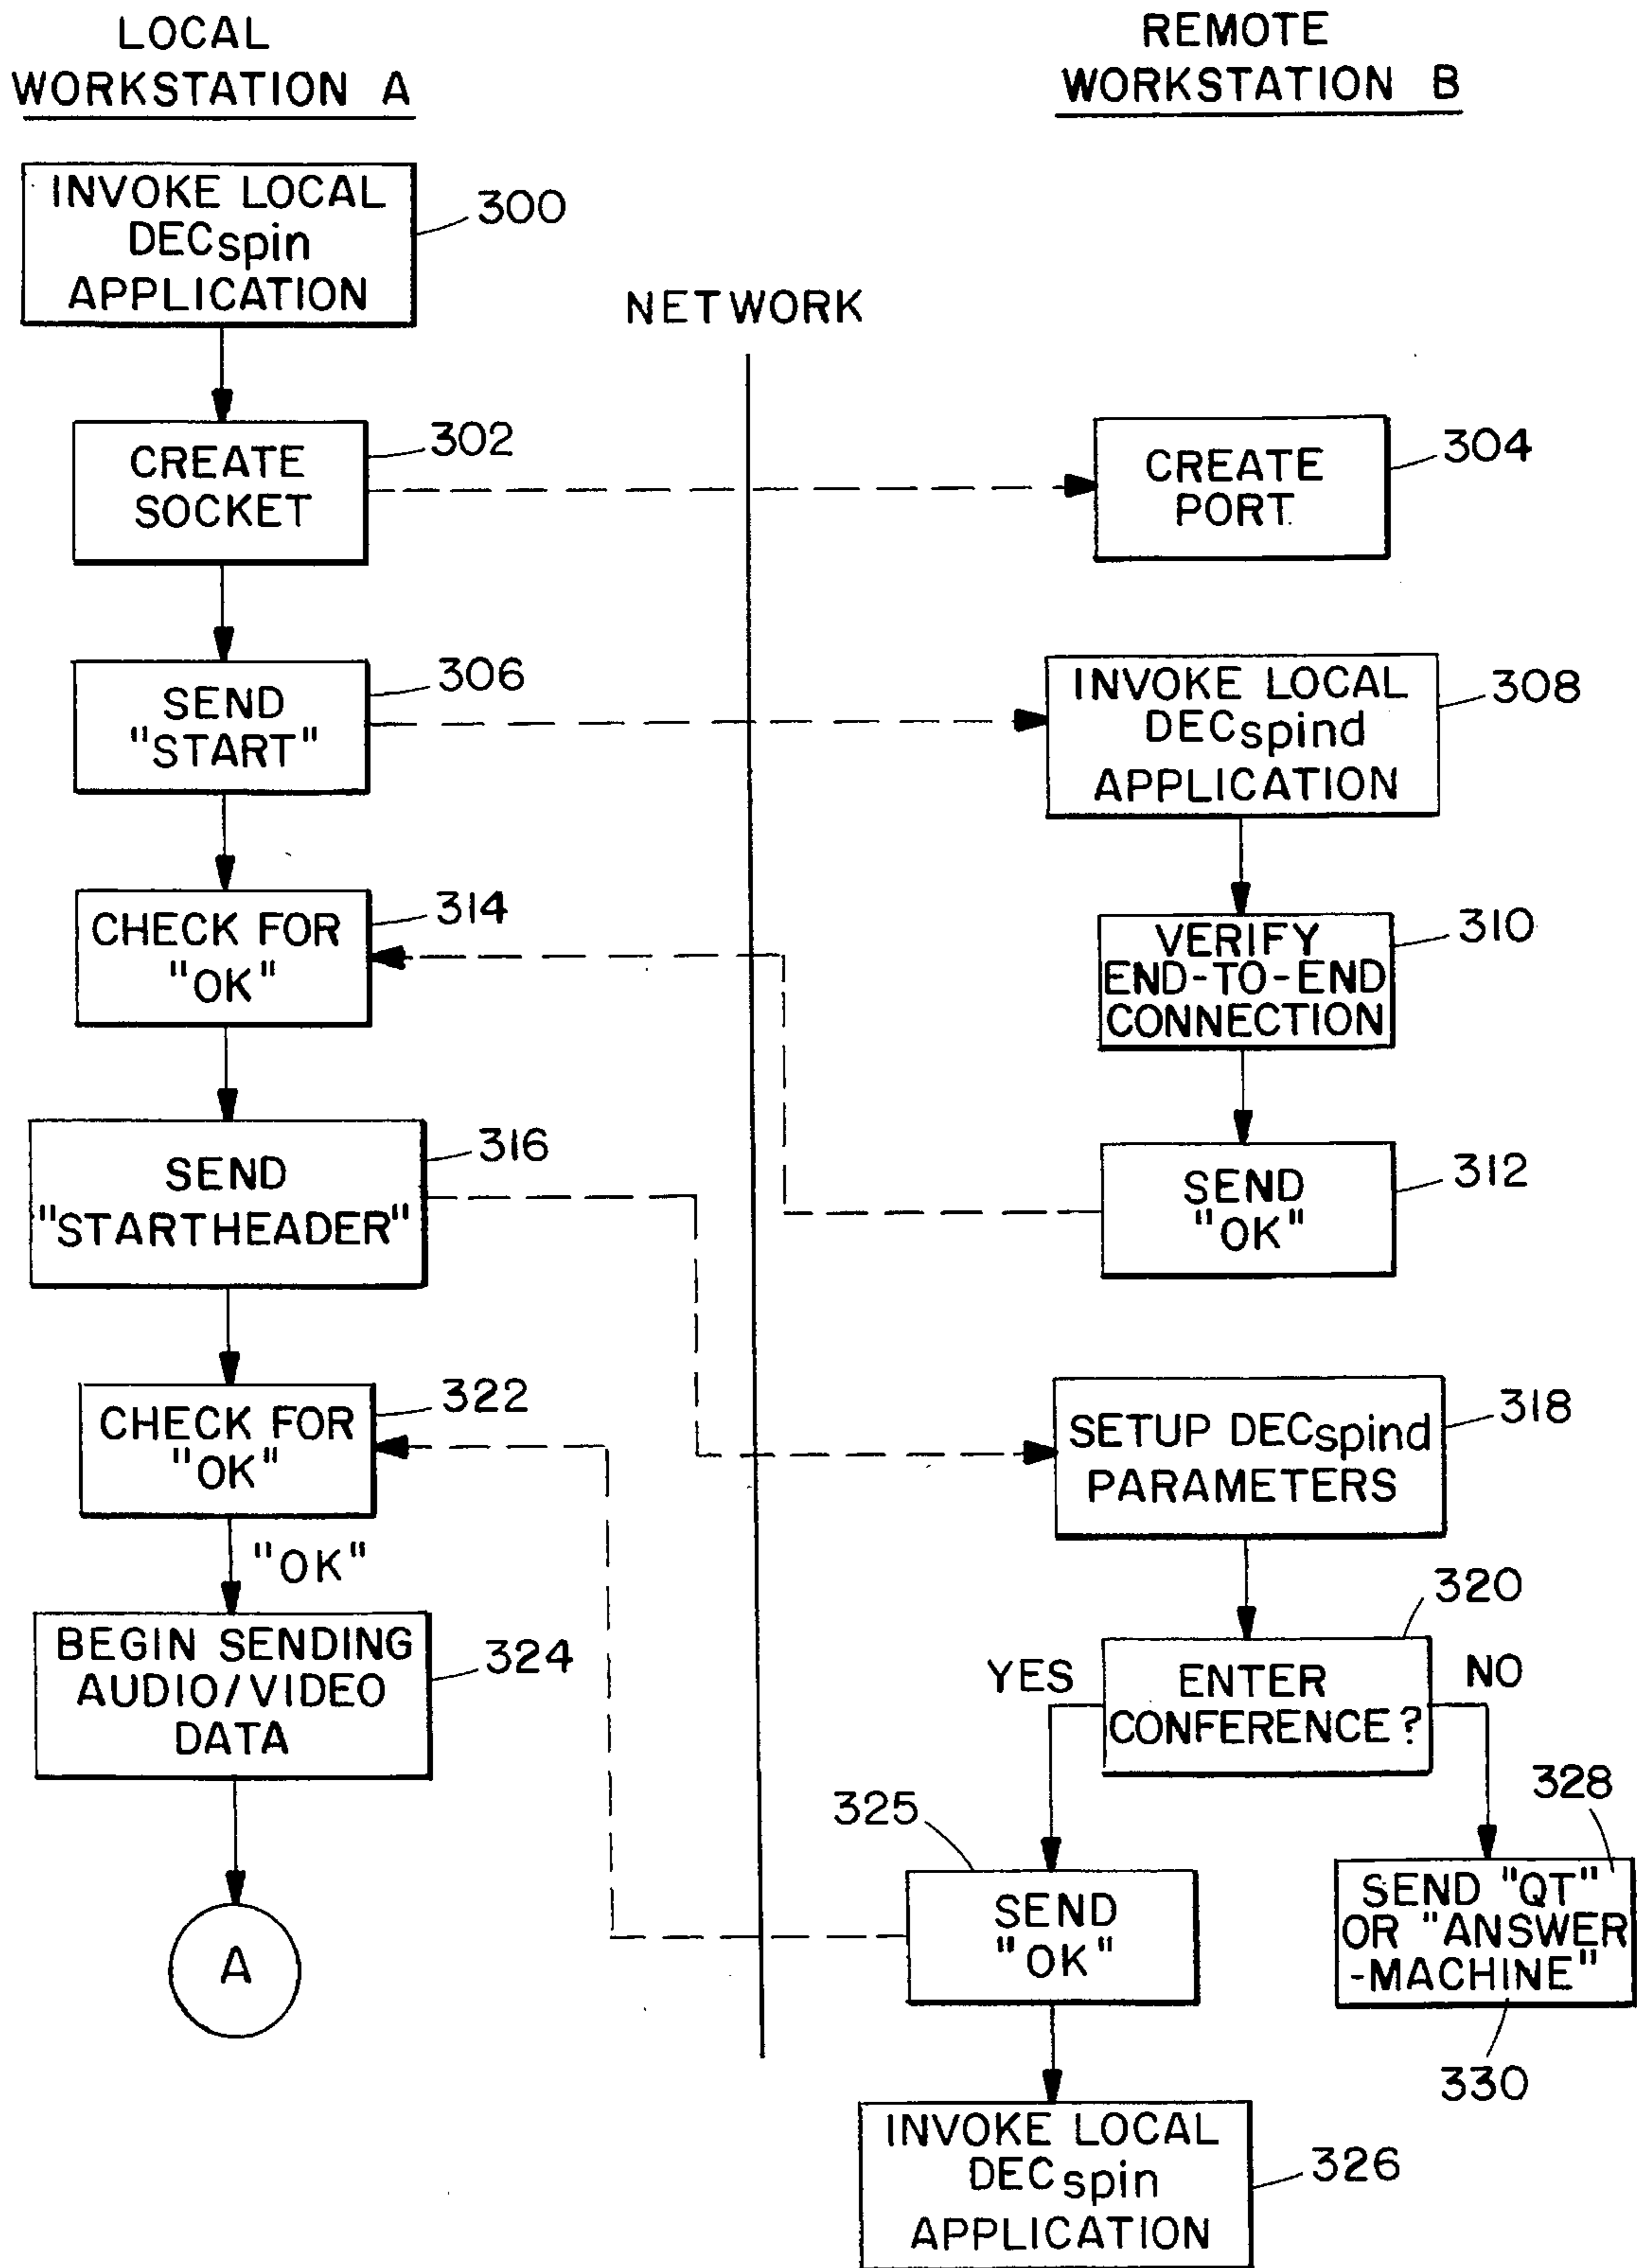 LOCAL
WORKSTATION A
REMOTE
WORKSTATION B
INVOKE LOCAL
DECspin
APPLICATION
300
NETWORK
CREATE
SOCKET
302
CREATE
PORT
304
SEND
"START"
306
INVOKE LOCAL
DECspind
APPLICATION
308
CHECK FOR
"OK"
314
VERIFY
END-TO-END
CONNECTION
310
SEND
"STARTHEADER"
316
SEND
"OK"
312
CHECK FOR
"OK"
322
SETUP DECspind
PARAMETERS
318
"OK"
BEGIN SENDING
AUDIO/VIDEO
DATA
324
320
YES
ENTER
CONFERENCE?
NO
325
328
SEND
"OK"
SEND "QT"
OR "ANSWER
-MACHINE"
330
A
INVOKE LOCAL
DECspin
APPLICATION
326